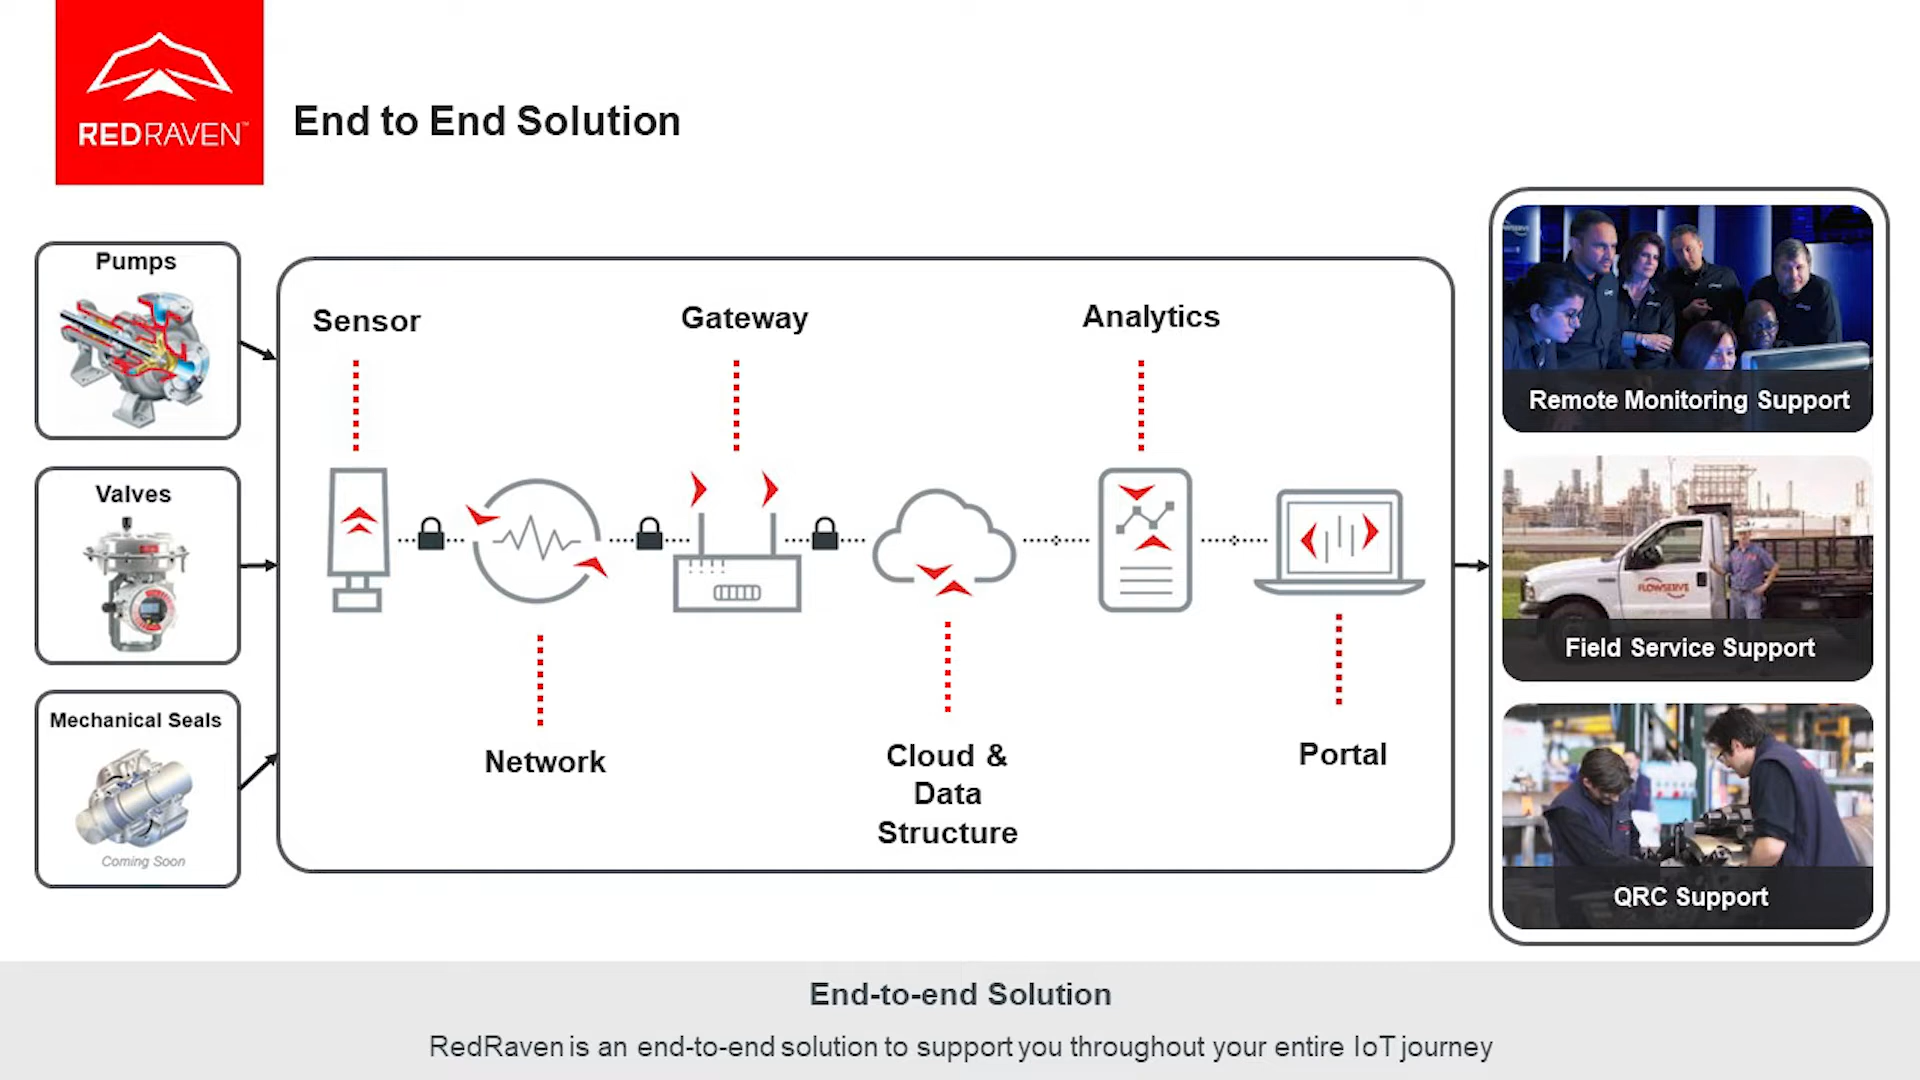 REDRAVEN™
End to End Solution
Pumps
Valves
Mechanical Seals
Coming Soon
Sensor
Gateway
Analytics
Network
Cloud &
Data
Structure
Portal
Remote Monitoring Support
FLOWSERVE
Field Service Support
QRC Support
End-to-end Solution
RedRaven is an end-to-end solution to support you throughout your entire IoT journey